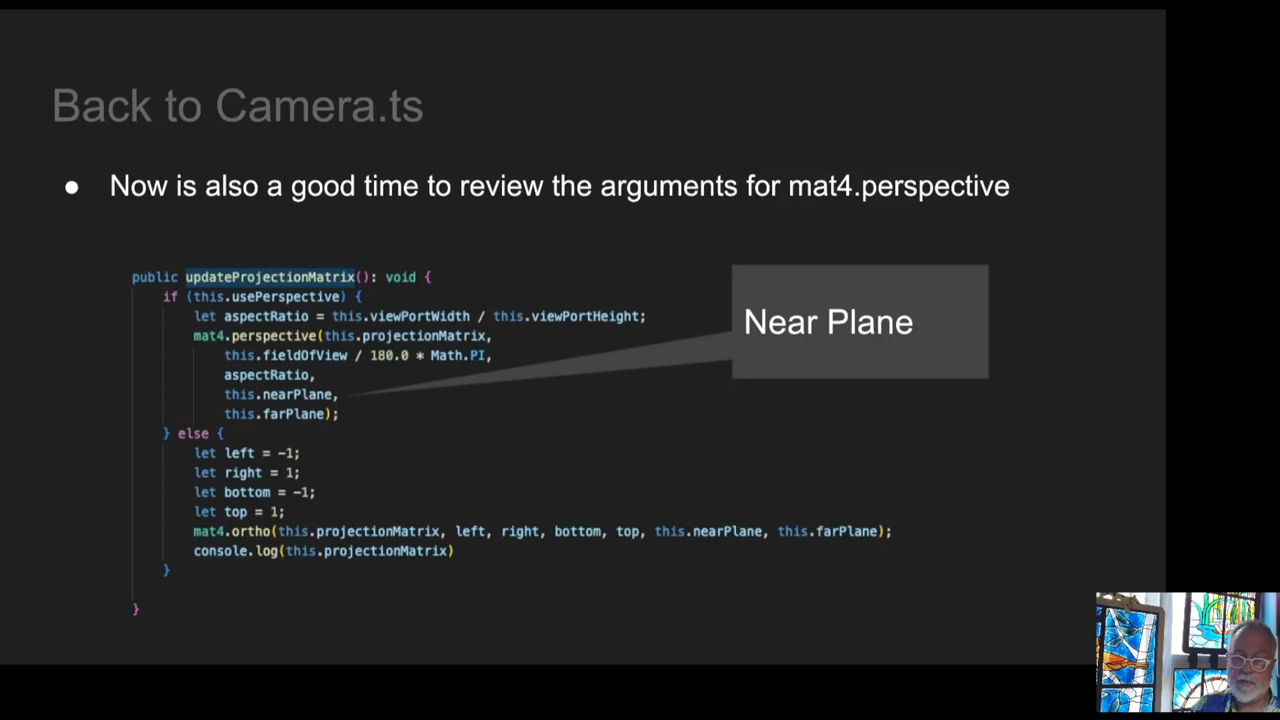 Back to Camera.ts
● Now is also a good time to review the arguments for mat4.perspective
public updateProjectionMatrix(): void {
if (this.usePerspective) {
let aspectRatio = this.viewPortWidth / this.viewPortHeight;
mat4.perspective(this.projectionMatrix,
this.fieldOfView / 180.0 * Math.PI,
aspectRatio,
this.nearPlane,
this.farPlane);
} else {
let left = -1;
let right = 1;
let bottom = -1;
let top = 1;
mat4.ortho(this.projectionMatrix, left, right, bottom, top, this.nearPlane, this.farPlane);
console.log(this.projectionMatrix)
}
}
Near Plane